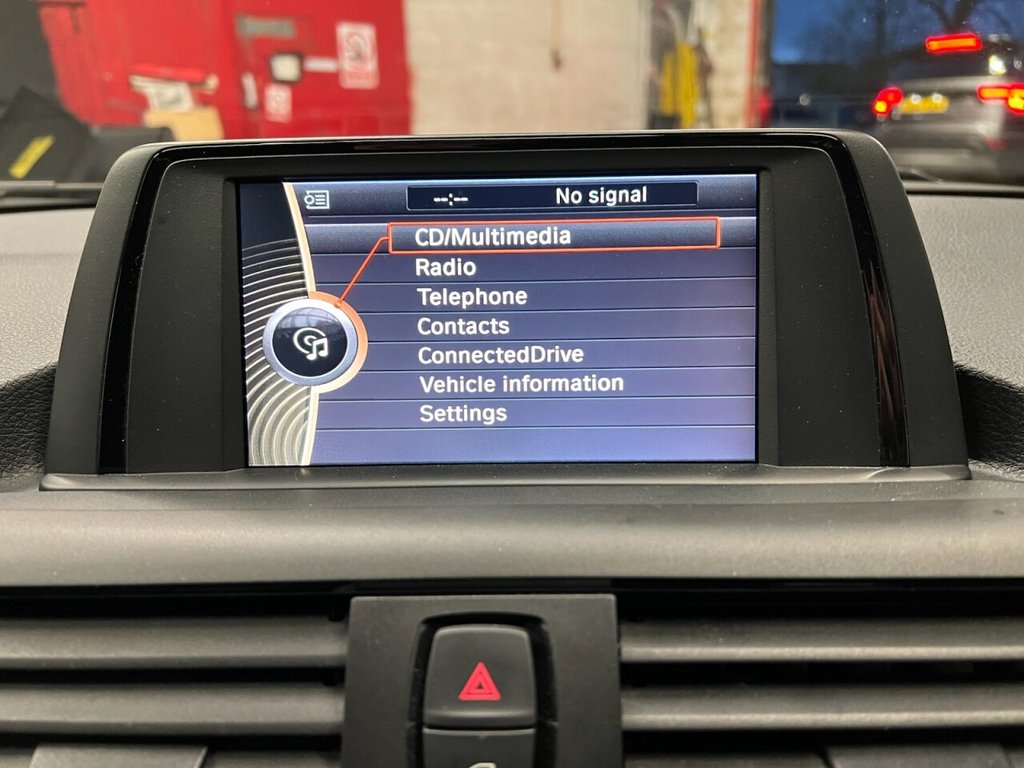 --:-- No signal
CD/Multimedia
Radio
Telephone
Contacts
ConnectedDrive
Vehicle information
Settings